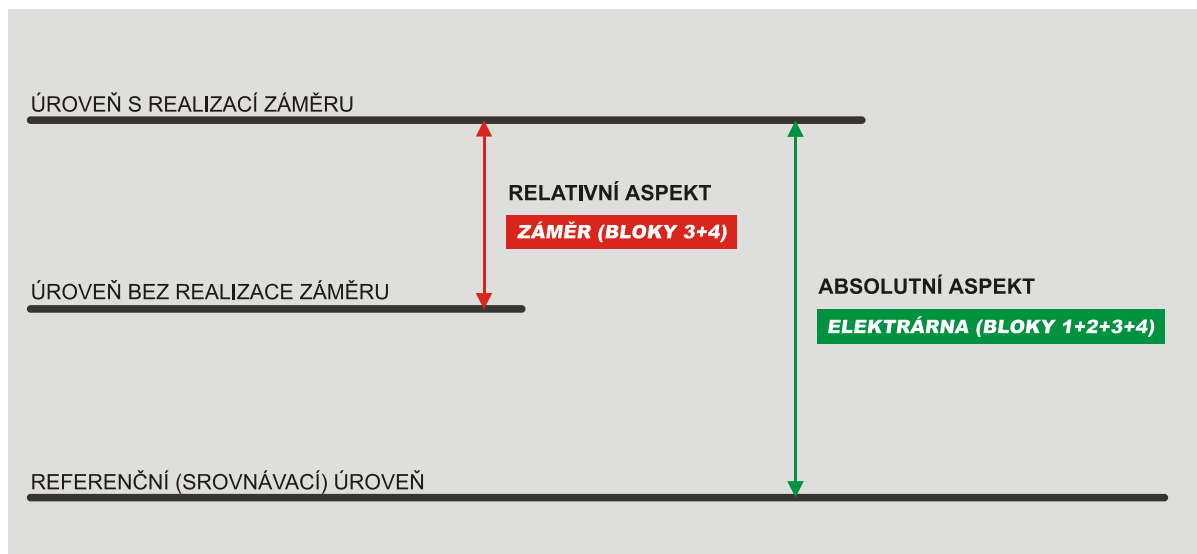 ÚROVEŇ S REALIZACÍ ZÁMĚRU
RELATIVNÍ ASPEKT
ZÁMĚR (BLOKY 3+4)
ÚROVEŇ BEZ REALIZACE ZÁMĚRU
ABSOLUTNÍ ASPEKT
ELEKTRÁRNA (BLOKY 1+2+3+4)
REFERENČNÍ (SROVNÁVACÍ) ÚROVEŇ